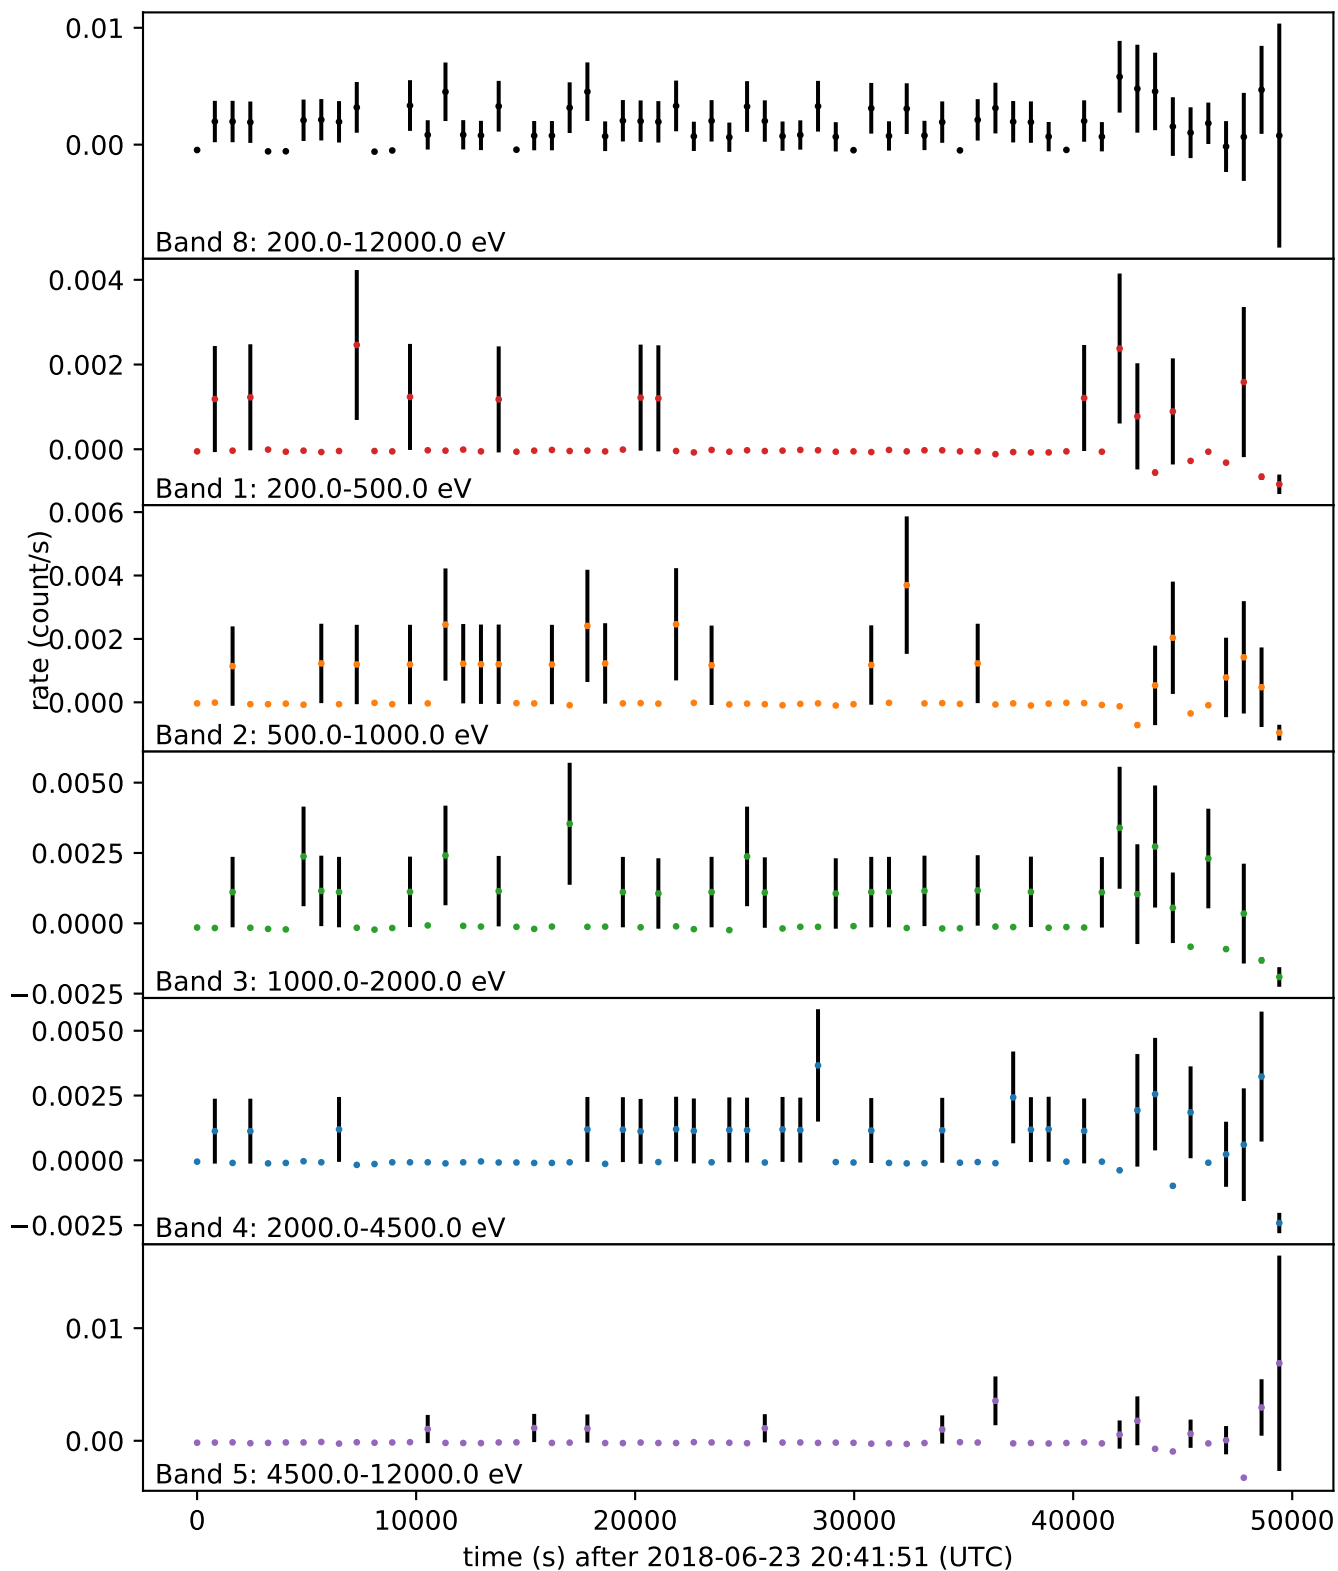 0.01
0.00
Band 8: 200.0-12000.0 eV
0.004
0.002
0.000
Band 1: 200.0-500.0 eV
0.006
0.004
0.002
0.000
rate (count/s)
Band 2: 500.0-1000.0 eV
0.0050
0.0025
0.0000
−0.0025
Band 3: 1000.0-2000.0 eV
0.0050
0.0025
0.0000
−0.0025
Band 4: 2000.0-4500.0 eV
0.01
0.00
Band 5: 4500.0-12000.0 eV
0 10000 20000 30000 40000 50000
time (s) after 2018-06-23 20:41:51 (UTC)